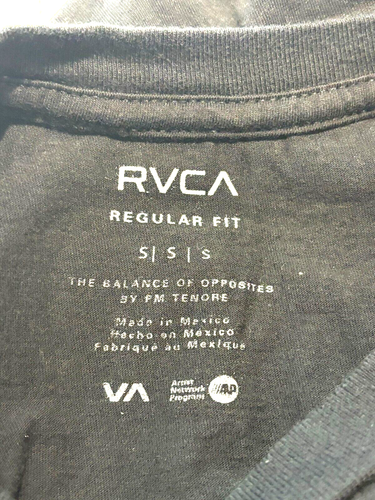 RVCA
REGULAR FIT
S| S | S
THE BALANCE OF OPPOSITES
BY PM TENORE
Made in Mexico
Hecho en México
Fabriqué au Mexique
VA
Artist
Network
Program